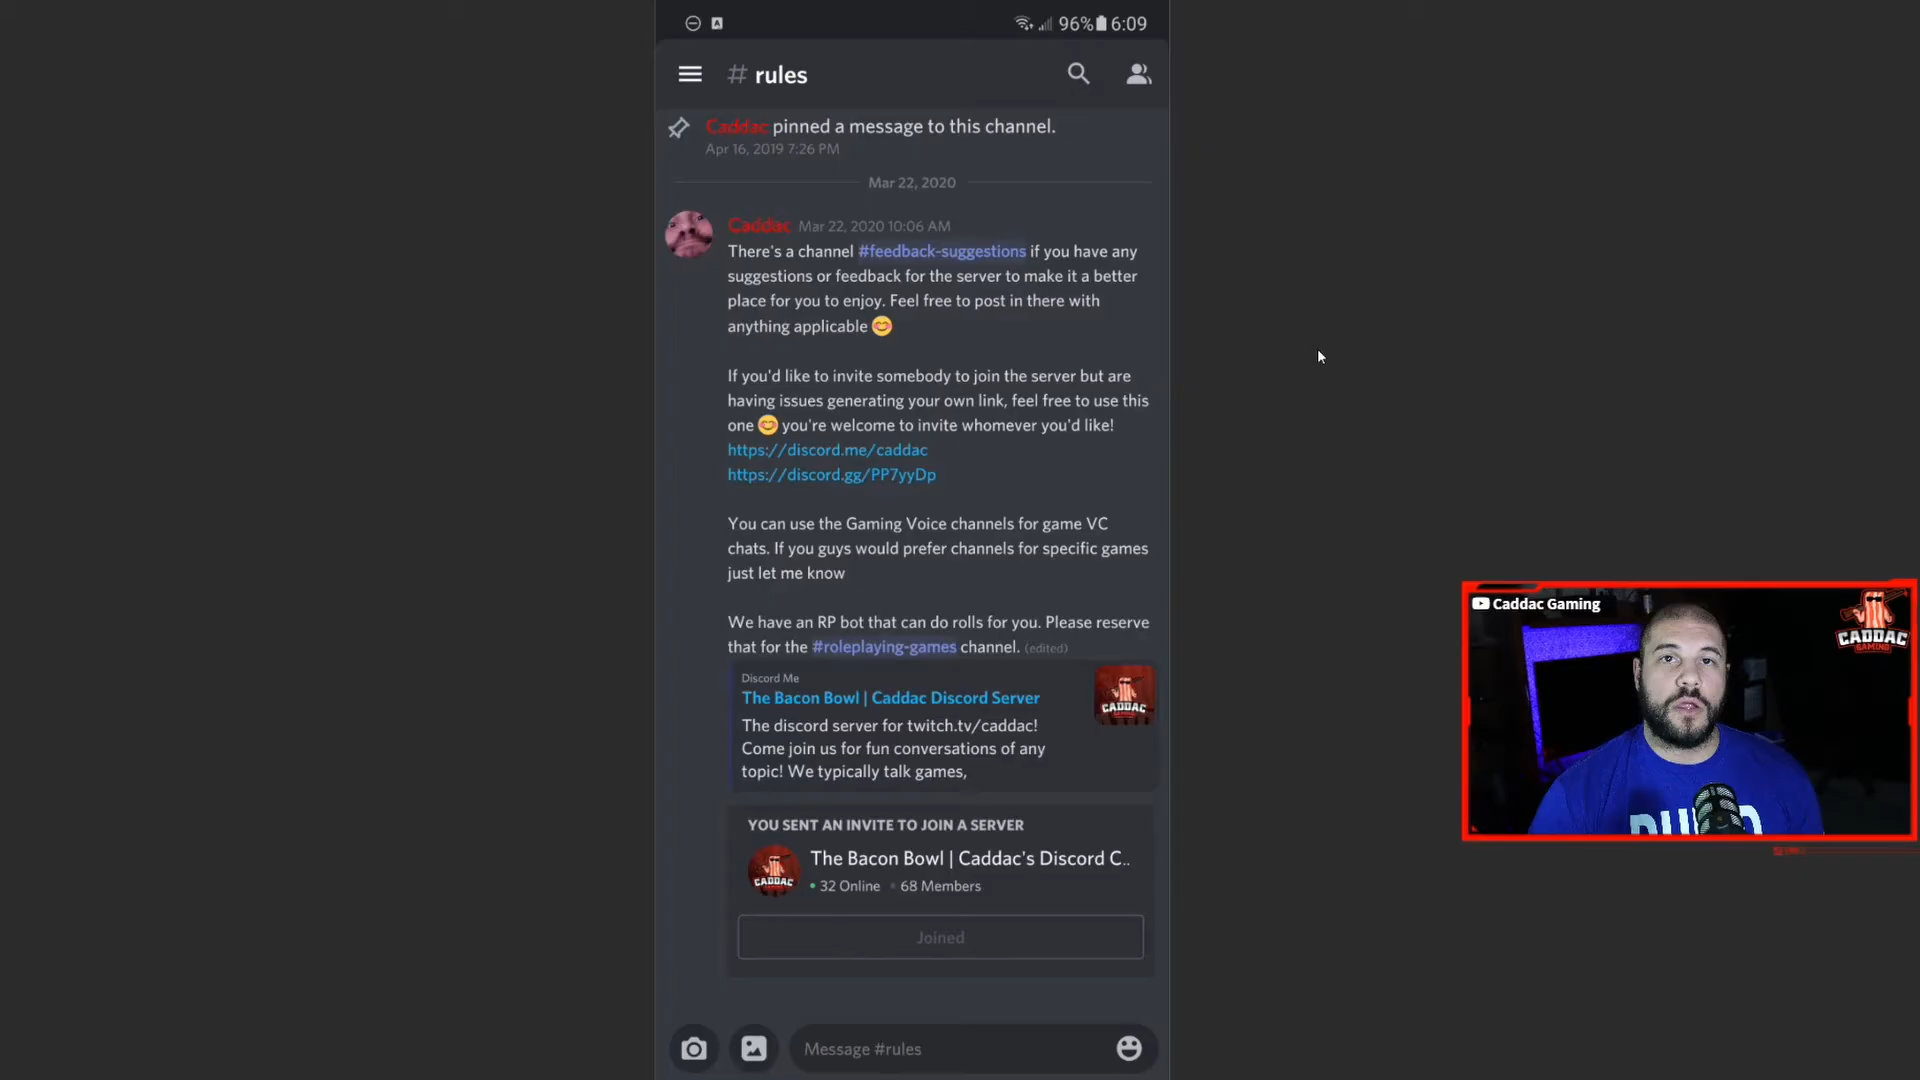 96% 6:09
# rules
Caddac pinned a message to this channel.
Apr 16, 2019 7:26 PM
Mar 22, 2020
Caddac Mar 22, 2020 10:06 AM
There's a channel #feedback-suggestions if you have any
suggestions or feedback for the server to make it a better
place for you to enjoy. Feel free to post in there with
anything applicable 😊
If you'd like to invite somebody to join the server but are
having issues generating your own link, feel free to use this
one 😊 you're welcome to invite whomever you'd like!
https://discord.me/caddac
https://discord.gg/PP7yyDp
You can use the Gaming Voice channels for game VC
chats. If you guys would prefer channels for specific games
just let me know
We have an RP bot that can do rolls for you. Please reserve
that for the #roleplaying-games channel. (edited)
Discord Me
The Bacon Bowl | Caddac Discord Server
The discord server for twitch.tv/caddac!
Come join us for fun conversations of any
topic! We typically talk games,
CADDAC
YOU SENT AN INVITE TO JOIN A SERVER
The Bacon Bowl | Caddac's Discord C..
32 Online 68 Members
CADDAC
Joined
Message #rules
Caddac Gaming
CADDAC
GAMING